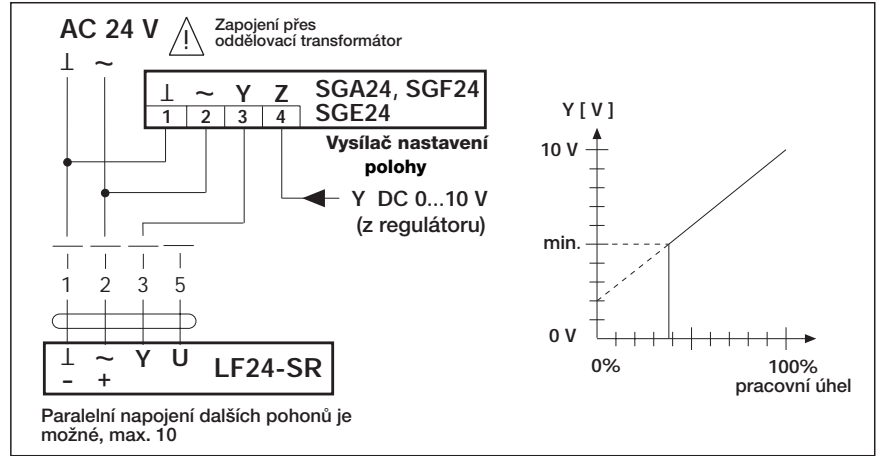 AC 24 V
Zapojení přes
oddělovací transformátor
⊥ ~
⊥ ~ Y Z
1 2 3 4
SGA24, SGF24
SGE24
Vysílač nastavení
polohy
Y DC 0...10 V
(z regulátoru)
1 2 3 5
⊥ ~ Y U
- +
LF24-SR
Paralelní napojení dalších pohonů je
možné, max. 10
Y [ V ]
10 V
min.
0 V
0% 100%
pracovní úhel